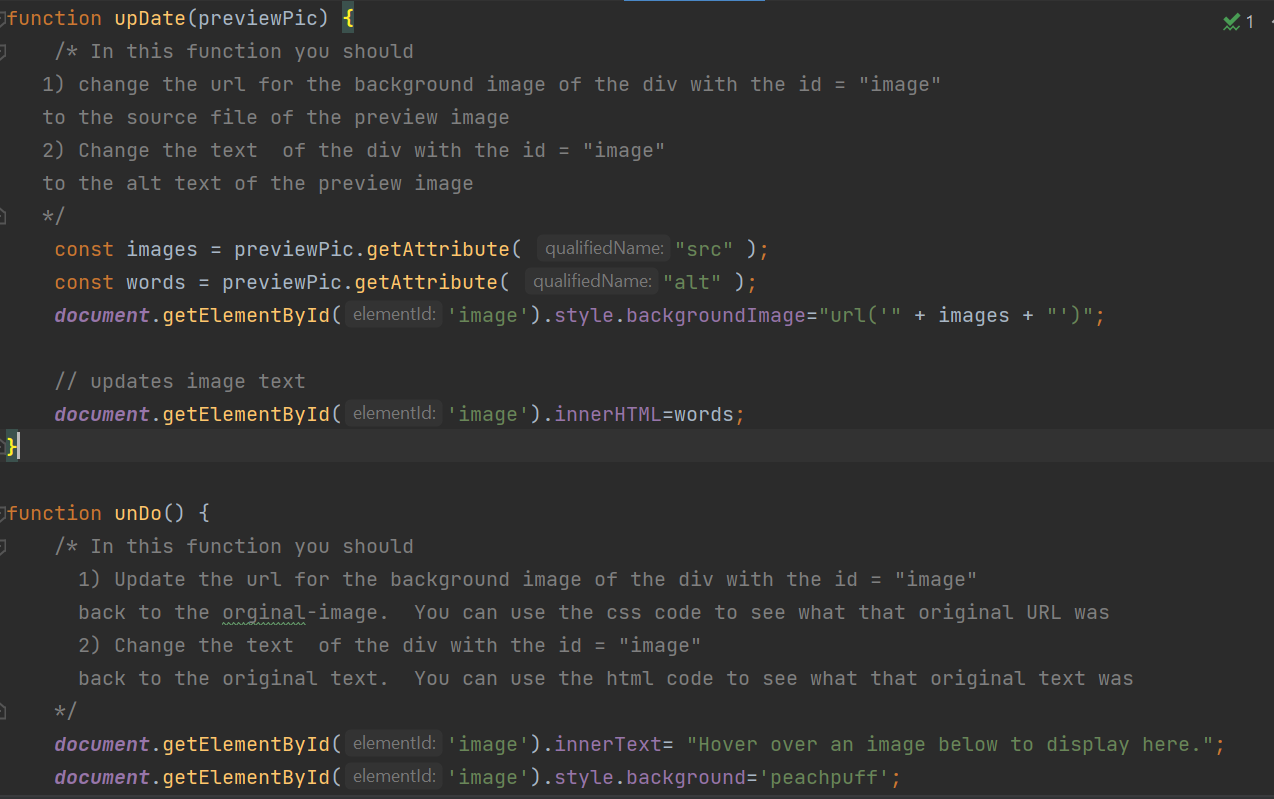 function upDate(previewPic) {
/* In this function you should
1) change the url for the background image of the div with the id = "image"
to the source file of the preview image
2) Change the text  of the div with the id = "image"
to the alt text of the preview image
*/
const images = previewPic.getAttribute( qualifiedName: "src" );
const words = previewPic.getAttribute( qualifiedName: "alt" );
document.getElementById( elementId: 'image').style.backgroundImage="url('" + images + "')";
// updates image text
document.getElementById( elementId: 'image').innerHTML=words;
}
function unDo() {
/* In this function you should
1) Update the url for the background image of the div with the id = "image"
back to the orginal-image.  You can use the css code to see what that original URL was
2) Change the text  of the div with the id = "image"
back to the original text.  You can use the html code to see what that original text was
*/
document.getElementById( elementId: 'image').innerText= "Hover over an image below to display here.";
document.getElementById( elementId: 'image').style.background='peachpuff';
1